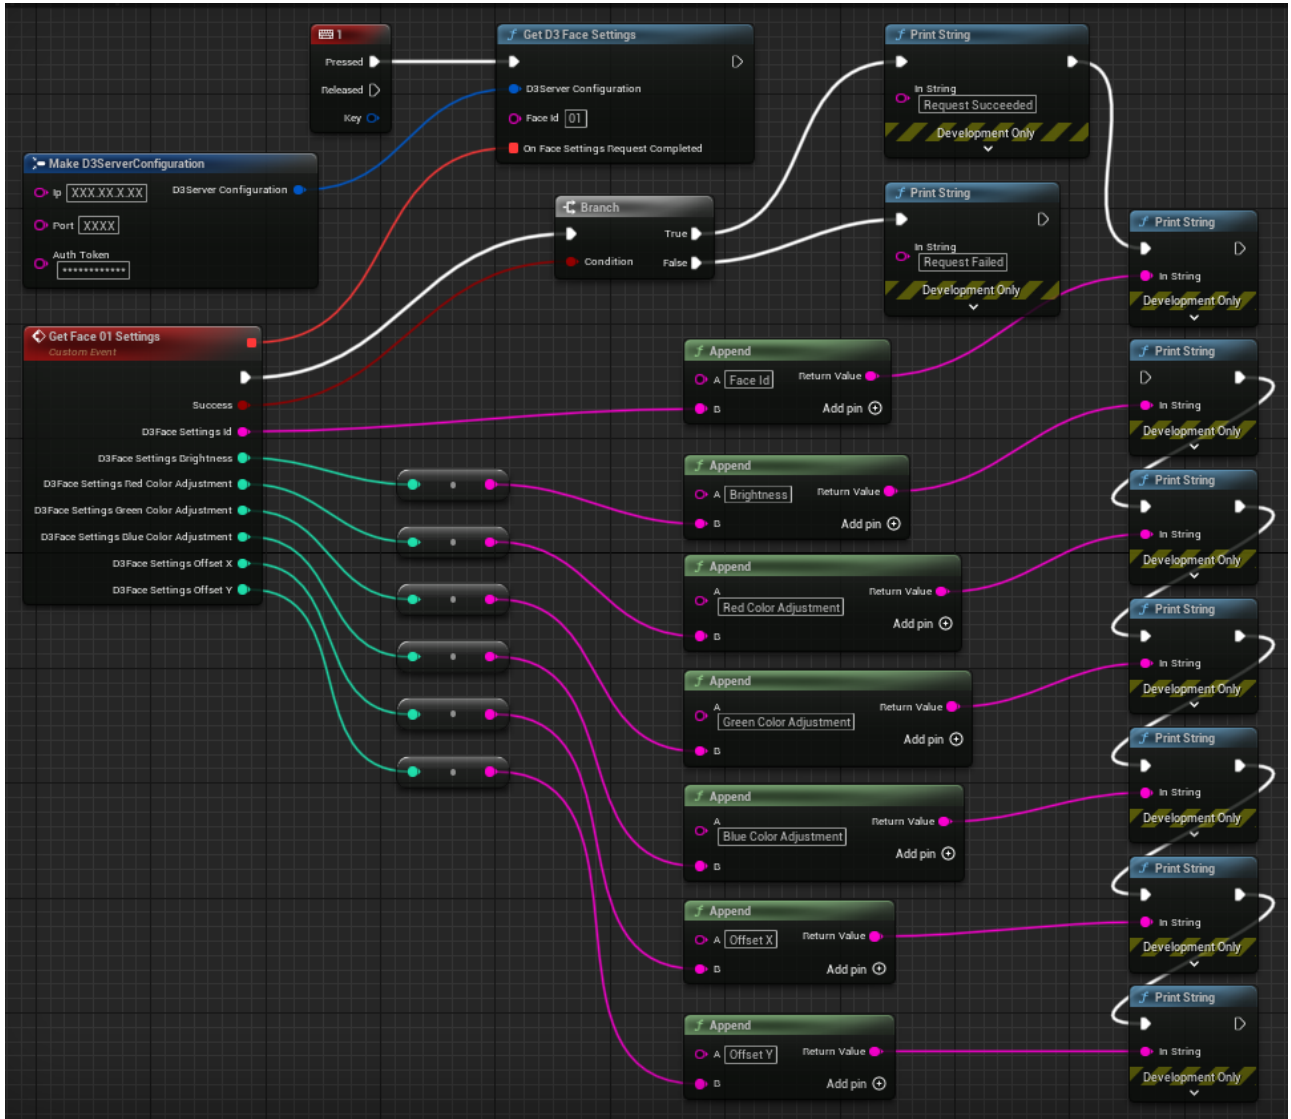 1
Pressed
Released
Key
Get D3 Face Settings
D3Server Configuration
Face Id 01
On Face Settings Request Completed
Print String
In String
Request Succeeded
Development Only
Make D3ServerConfiguration
Ip XXX.XX.X.XX D3Server Configuration
Port XXXX
Auth Token
************
Branch
True
Condition False
Print String
In String
Request Failed
Development Only
Print String
In String
Development Only
Get Face 01 Settings
Custom Event
Success
D3Face Settings Id
D3Face Settings Brightness
D3Face Settings Red Color Adjustment
D3Face Settings Green Color Adjustment
D3Face Settings Blue Color Adjustment
D3Face Settings Offset X
D3Face Settings Offset Y
Append
A Face Id Return Value
B Add pin
Print String
In String
Development Only
Append
A Brightness Return Value
B Add pin
Print String
In String
Development Only
Append
A Return Value
Red Color Adjustment
B Add pin
Print String
In String
Development Only
Append
A Return Value
Green Color Adjustment
B Add pin
Print String
In String
Development Only
Append
A Return Value
Blue Color Adjustment
B Add pin
Print String
In String
Development Only
Append
A Offset X Return Value
B Add pin
Print String
In String
Development Only
Append
A Offset Y Return Value
B Add pin